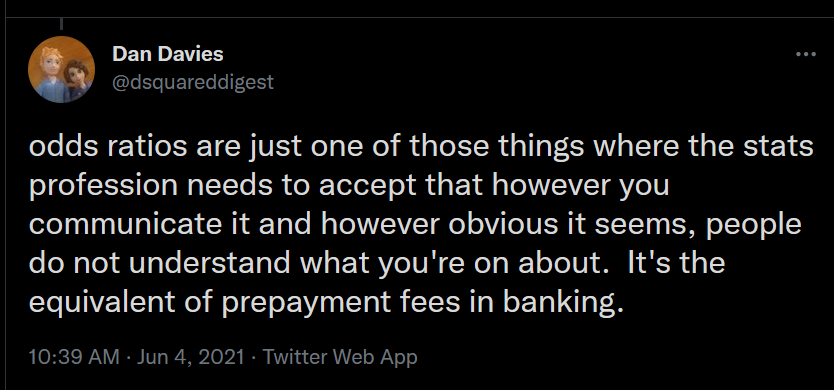 Dan Davies
@dsquareddigest
odds ratios are just one of those things where the stats
profession needs to accept that however you
communicate it and however obvious it seems, people
do not understand what you're on about.  It's the
equivalent of prepayment fees in banking.
10:39 AM · Jun 4, 2021 · Twitter Web App